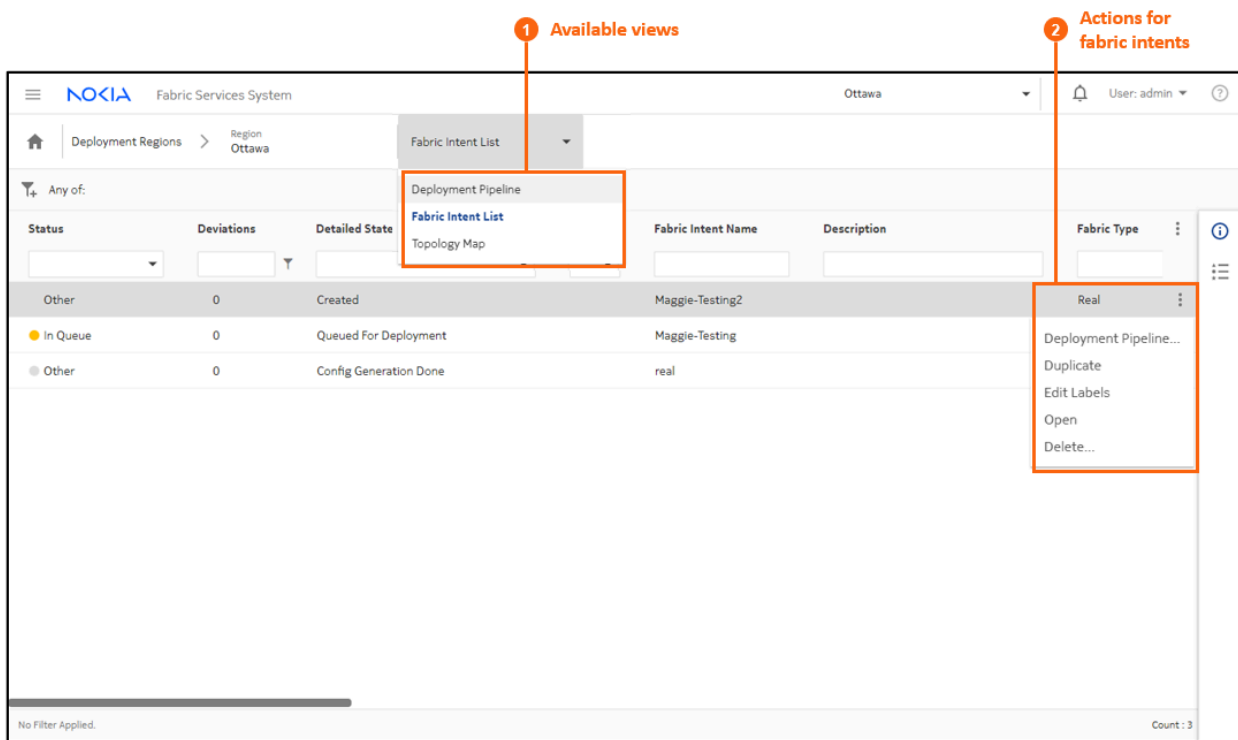 1 Available views
2 Actions for
fabric intents
NOKIA Fabric Services System Ottawa User: admin ?
Deployment Regions > Region
Ottawa
Fabric Intent List
Any of:
Deployment Pipeline
Fabric Intent List
Topology Map
Status Deviations Detailed State Fabric Intent Name Description Fabric Type
Other 0 Created Maggie-Testing2 Real
In Queue 0 Queued For Deployment Maggie-Testing
Other 0 Config Generation Done real
Deployment Pipeline...
Duplicate
Edit Labels
Open
Delete...
No Filter Applied. Count : 3